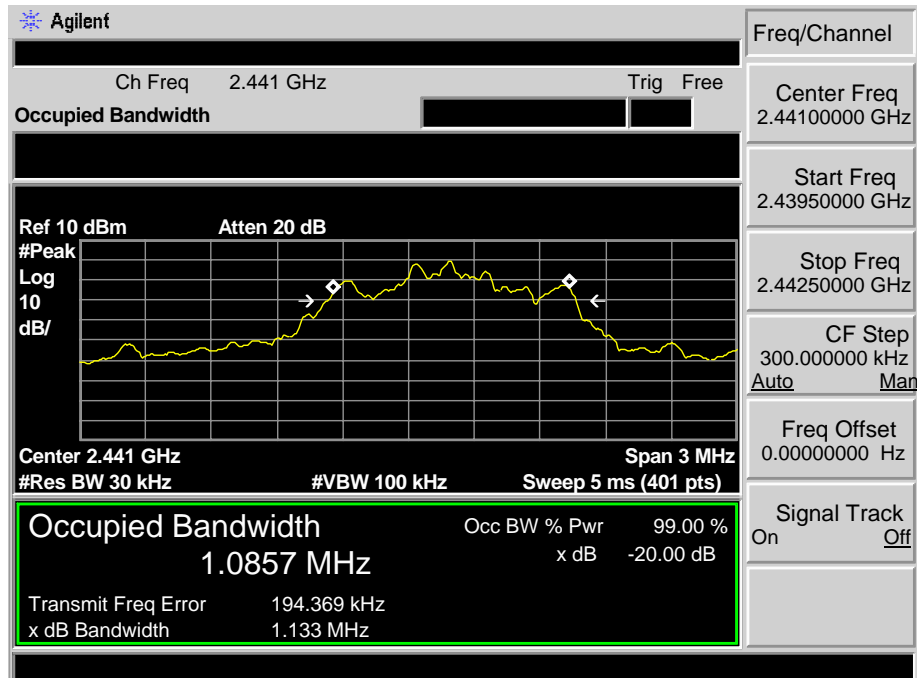 Agilent
Freq/Channel
Ch Freq 2.441 GHz Trig Free
Occupied Bandwidth
Center Freq
2.44100000 GHz
Start Freq
2.43950000 GHz
Ref 10 dBm Atten 20 dB
#Peak
Log
10
dB/
Stop Freq
2.44250000 GHz
CF Step
300.000000 kHz
Auto Man
Freq Offset
0.00000000 Hz
Center 2.441 GHz Span 3 MHz
#Res BW 30 kHz #VBW 100 kHz Sweep 5 ms (401 pts)
Signal Track
On Off
Occupied Bandwidth Occ BW % Pwr 99.00 %
1.0857 MHz x dB -20.00 dB
Transmit Freq Error 194.369 kHz
x dB Bandwidth 1.133 MHz